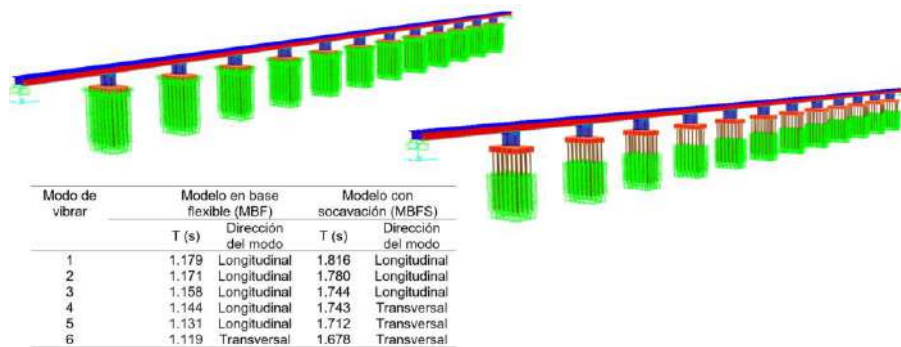 Modo de vibrar Modelo en base flexible (MBF) Modelo con socavación (MBFS)
T (s) Dirección del modo T (s) Dirección del modo
1 1.179 Longitudinal 1.816 Longitudinal
2 1.171 Longitudinal 1.780 Longitudinal
3 1.158 Longitudinal 1.744 Longitudinal
4 1.144 Longitudinal 1.743 Transversal
5 1.131 Longitudinal 1.712 Transversal
6 1.119 Transversal 1.678 Transversal